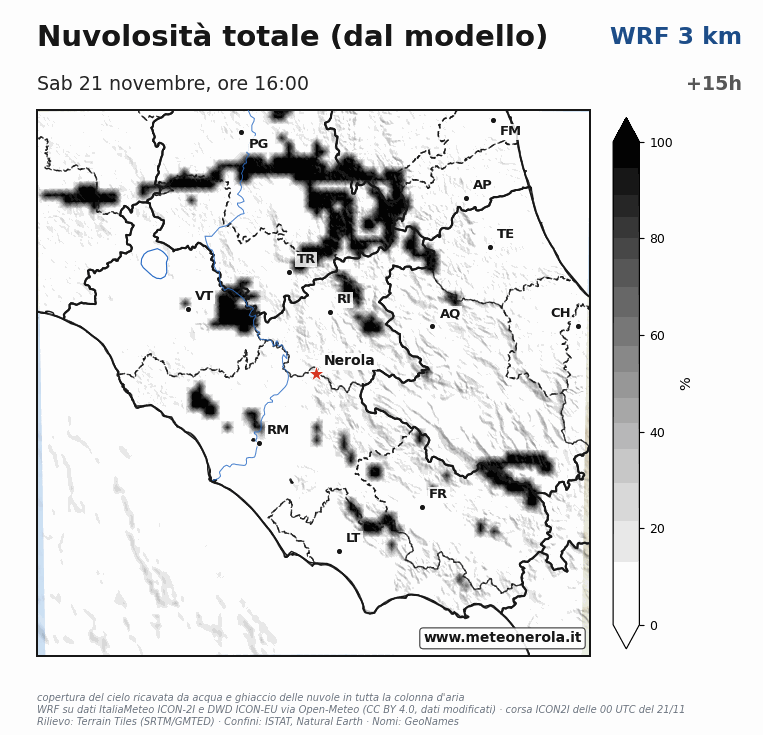 Nuvolosità totale (dal modello)
WRF 3 km
Sab 21 novembre, ore 16:00
+15h
FM
PG
AP
TE
TR
VT
RI
AQ
CH
Nerola
RM
FR
LT
www.meteonerola.it
100
80
60
40
20
0
%
copertura del cielo ricavata da acqua e ghiaccio delle nuvole in tutta la colonna d'aria
WRF su dati ItaliaMeteo ICON-2I e DWD ICON-EU via Open-Meteo (CC BY 4.0, dati modificati) · corsa ICON2I delle 00 UTC del 21/11
Rilievo: Terrain Tiles (SRTM/GMTED) · Confini: ISTAT, Natural Earth · Nomi: GeoNames